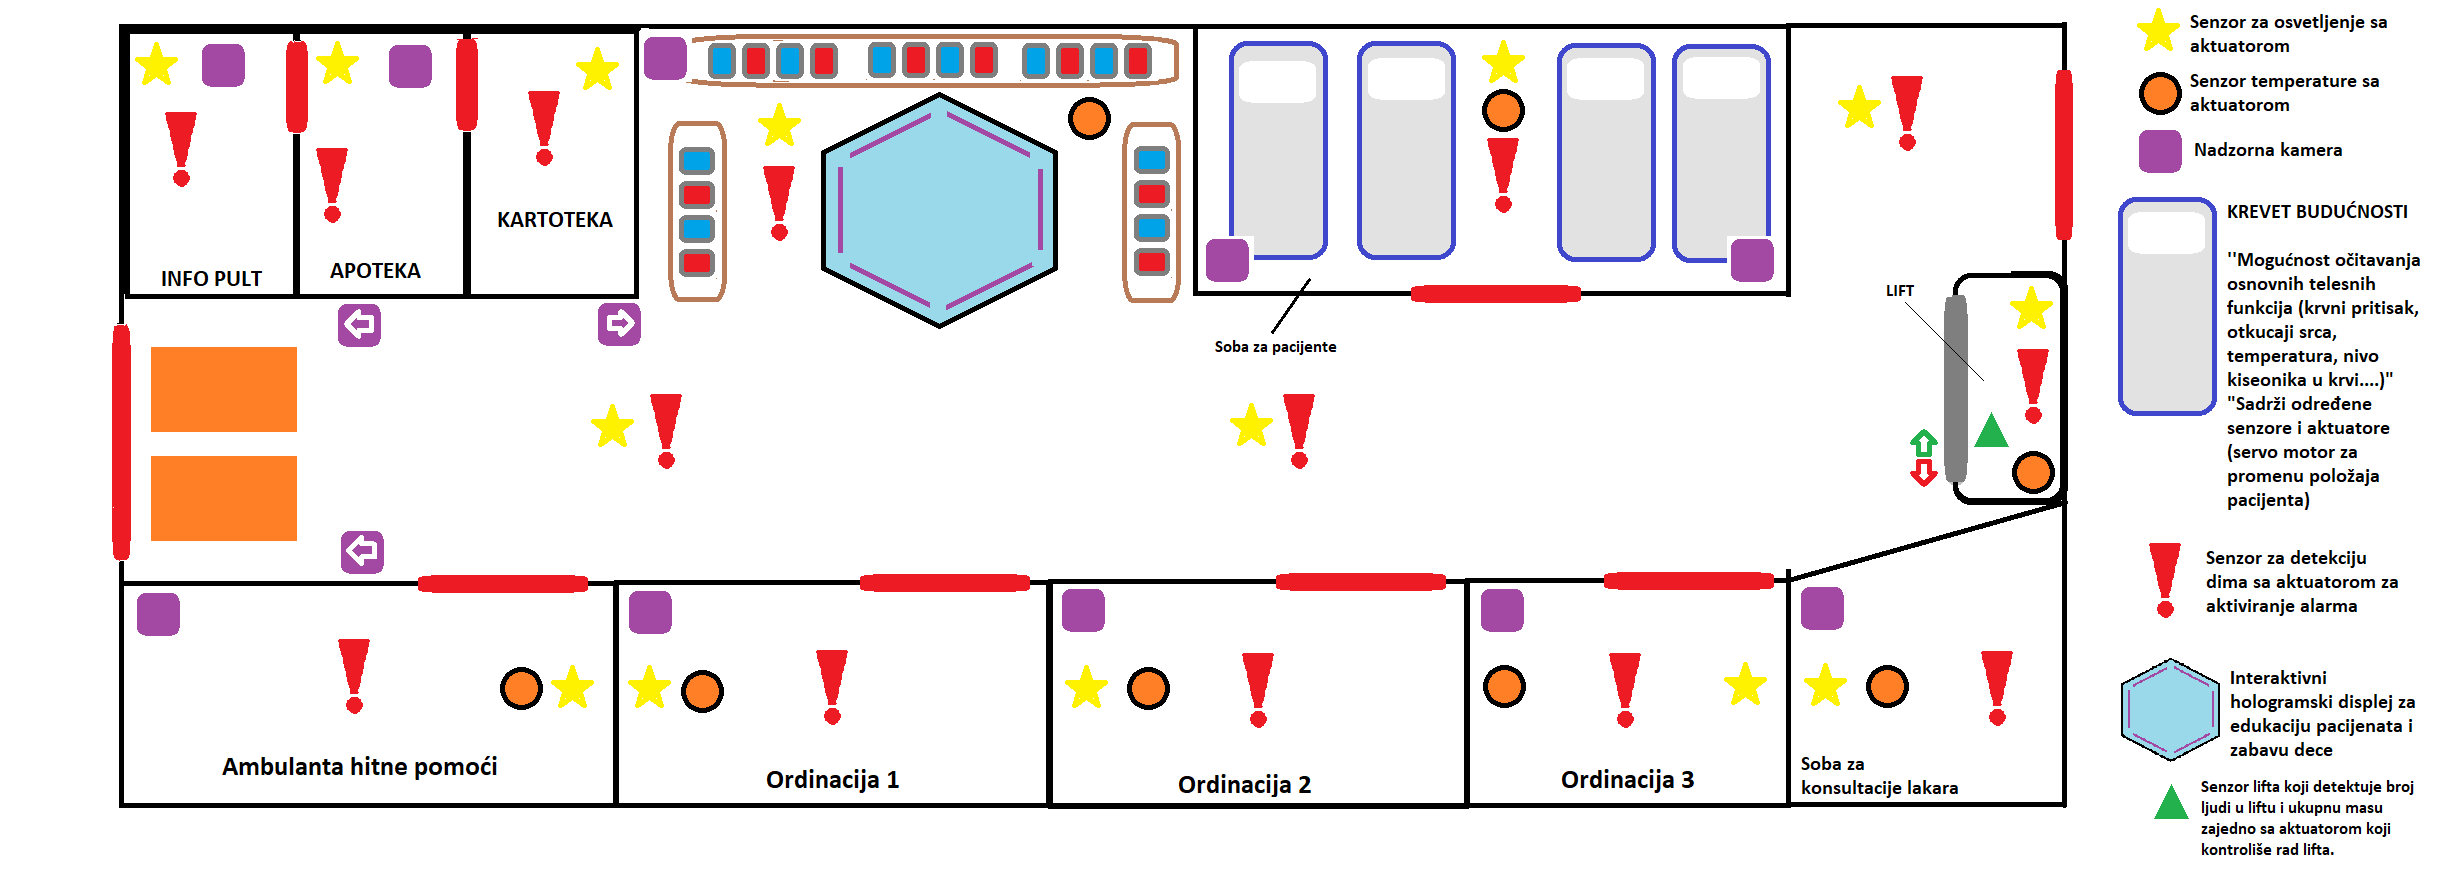 INFO PULT
APOTEKA
KARTOTEKA
Soba za pacijente
LIFT
Ambulanta hitne pomoći
Ordinacija 1
Ordinacija 2
Ordinacija 3
Soba za
konsultacije lakara
Senzor za osvetljenje sa
aktuatorom
Senzor temperature sa
aktuatorom
Nadzorna kamera
KREVET BUDUĆNOSTI
''Mogućnost očitavanja
osnovnih telesnih
funkcija (krvni pritisak,
otkucaji srca,
temperatura, nivo
kiseonika u krvi....)"
"Sadrži određene
senzore i aktuatore
(servo motor za
promenu položaja
pacijenta)
Senzor za detekciju
dima sa aktuatorom za
aktiviranje alarma
Interaktivni
hologramski displej za
edukaciju pacijenata i
zabavu dece
Senzor lifta koji detektuje broj
ljudi u liftu i ukupnu masu
zajedno sa aktuatorom koji
kontroliše rad lifta.